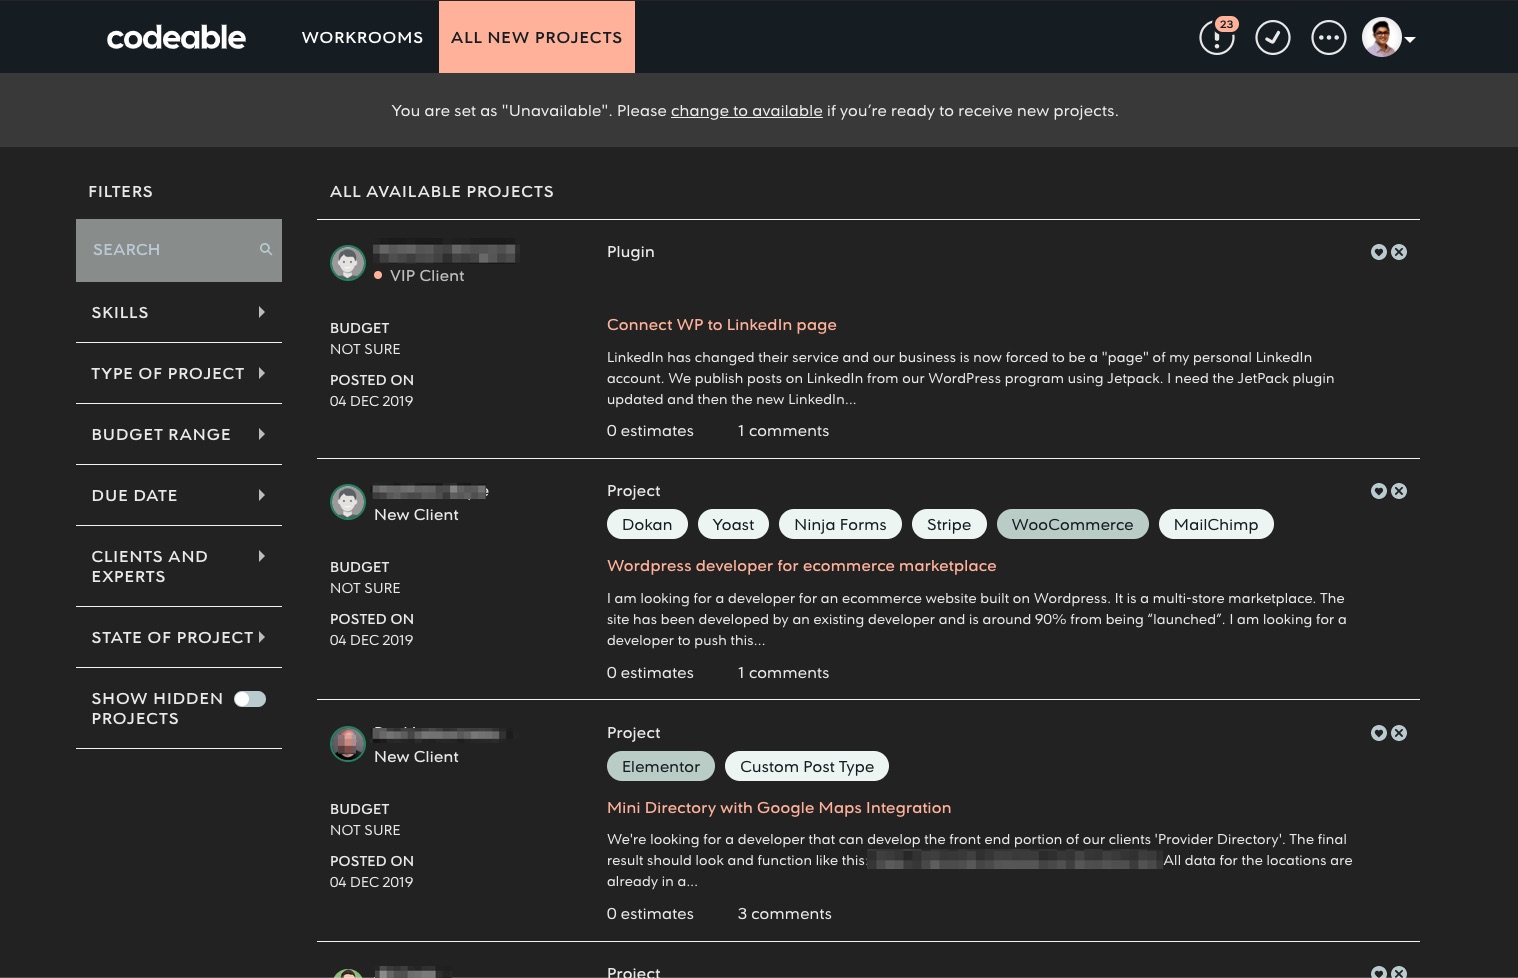 codeable
WORKROOMS
ALL NEW PROJECTS
23
You are set as "Unavailable". Please change to available if you’re ready to receive new projects.
FILTERS
SEARCH
SKILLS
TYPE OF PROJECT
BUDGET RANGE
DUE DATE
CLIENTS AND
EXPERTS
STATE OF PROJECT
SHOW HIDDEN
PROJECTS
ALL AVAILABLE PROJECTS
VIP Client
Plugin
BUDGET
NOT SURE
POSTED ON
04 DEC 2019
Connect WP to LinkedIn page
LinkedIn has changed their service and our business is now forced to be a "page" of my personal LinkedIn
account. We publish posts on LinkedIn from our WordPress program using Jetpack. I need the JetPack plugin
updated and then the new LinkedIn...
0 estimates
1 comments
New Client
Project
Dokan
Yoast
Ninja Forms
Stripe
WooCommerce
MailChimp
BUDGET
NOT SURE
POSTED ON
04 DEC 2019
Wordpress developer for ecommerce marketplace
I am looking for a developer for an ecommerce website built on Wordpress. It is a multi-store marketplace. The
site has been developed by an existing developer and is around 90% from being “launched”. I am looking for a
developer to push this...
0 estimates
1 comments
New Client
Project
Elementor
Custom Post Type
BUDGET
NOT SURE
POSTED ON
04 DEC 2019
Mini Directory with Google Maps Integration
We're looking for a developer that can develop the front end portion of our clients 'Provider Directory'. The final
result should look and function like this: All data for the locations are
already in a...
0 estimates
3 comments
Project